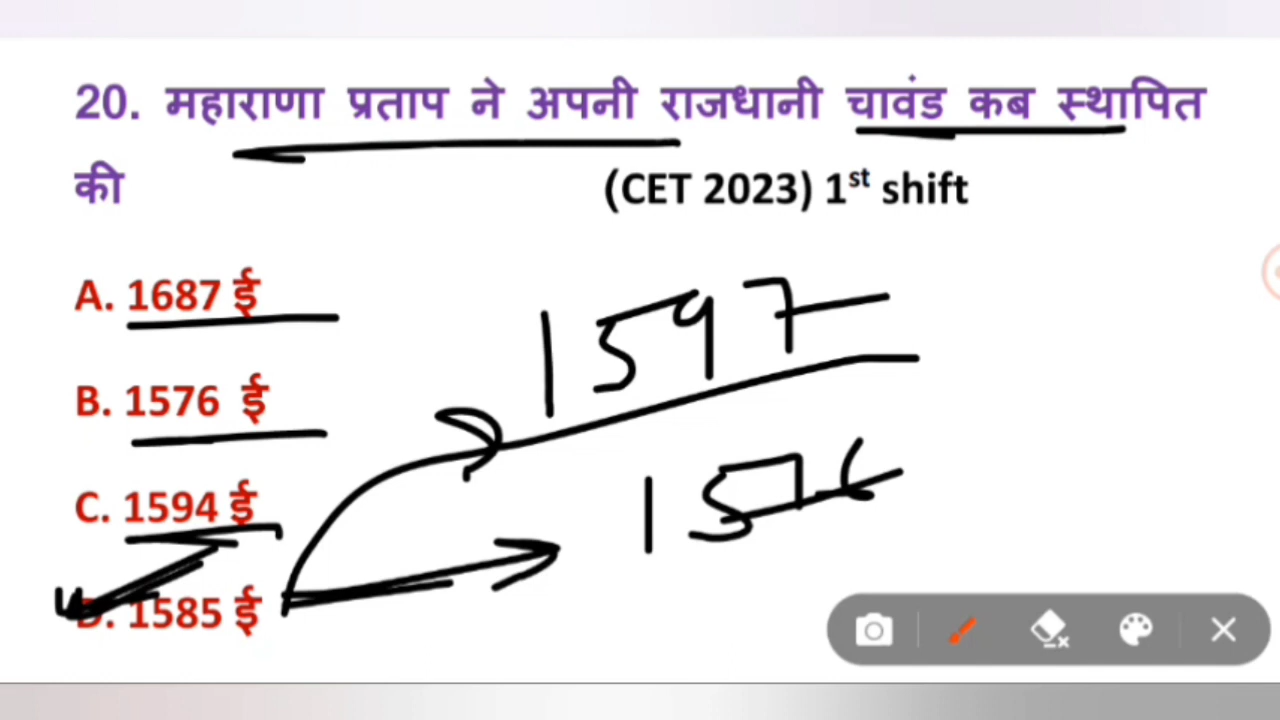 20. महाराणा प्रताप ने अपनी राजधानी चावंड कब स्थापित
की (CET 2023) 1st shift
A. 1687 ई
1597
B. 1576 ई
1576
C. 1594 ई
D. 1585 ई